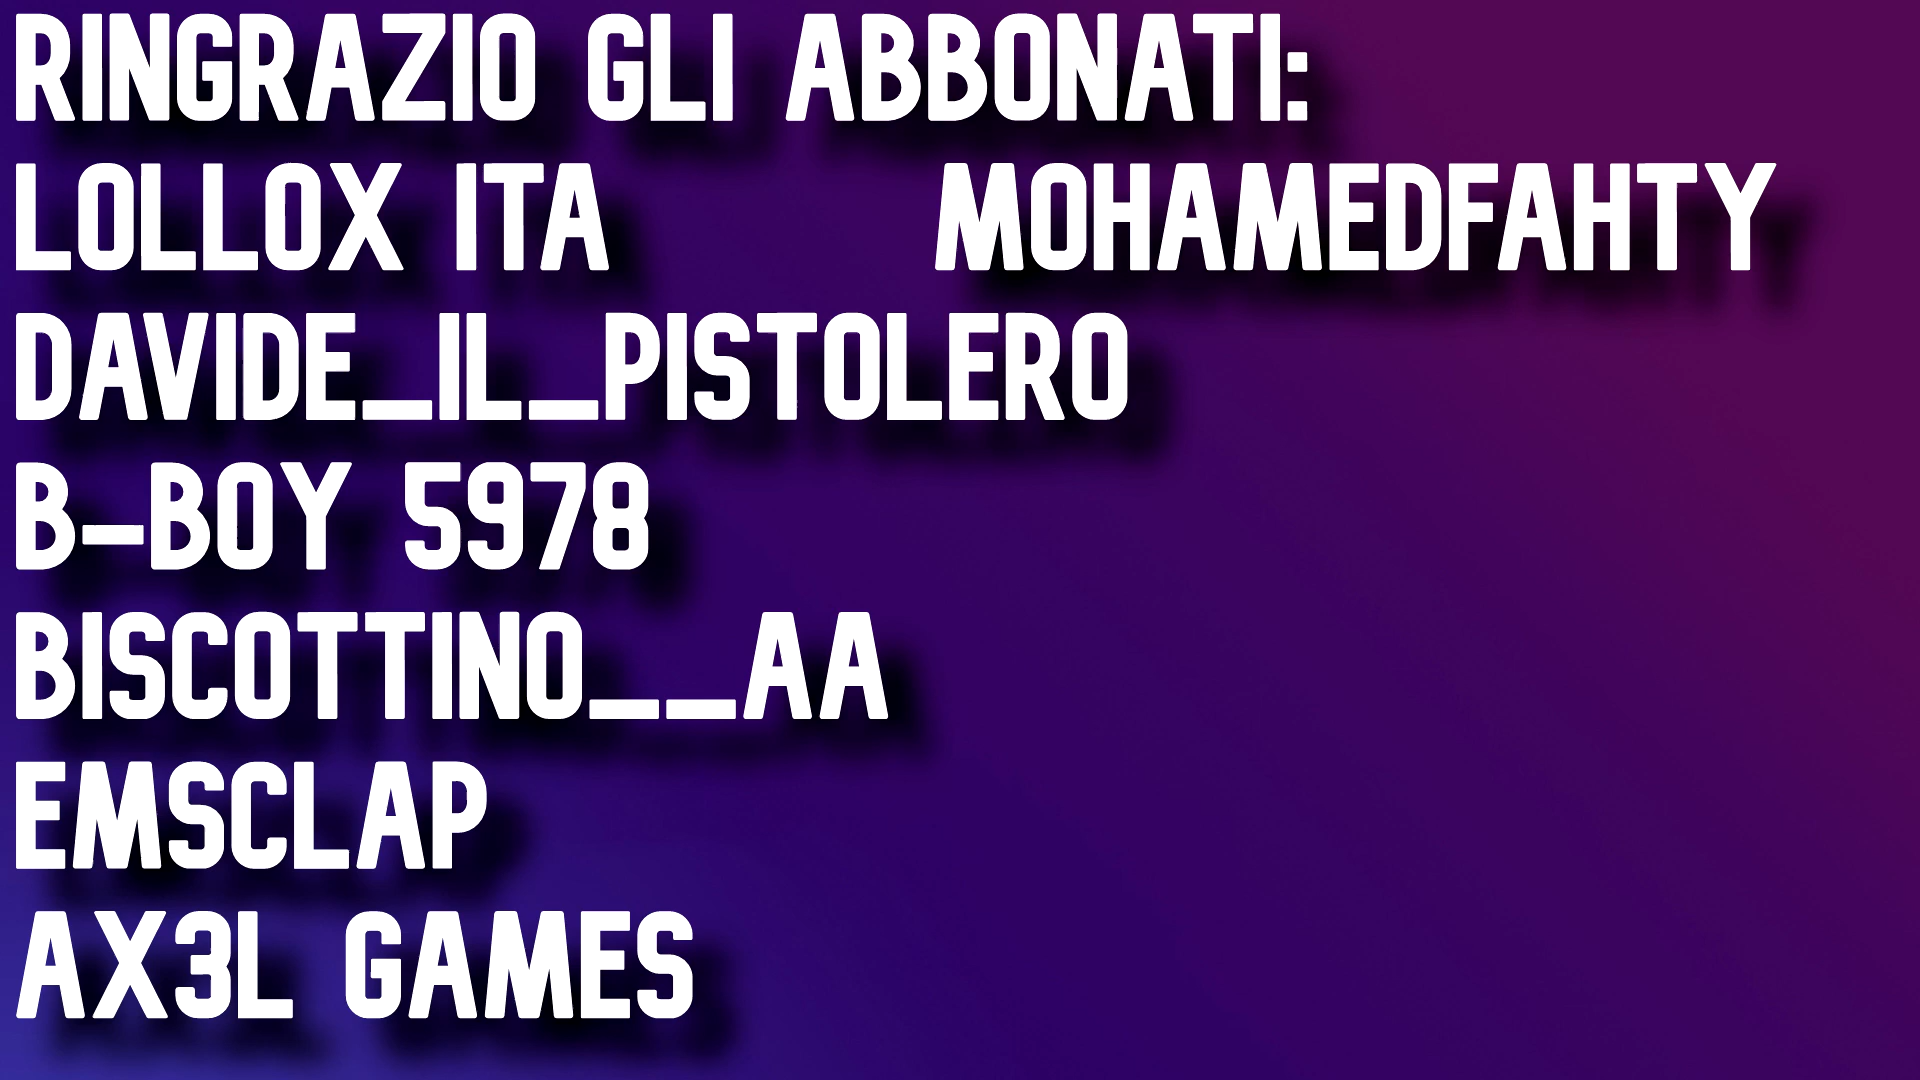 RINGRAZIO GLI ABBONATI:
LOLLOX ITA MOHAMEDFAHTY
DAVIDE_IL_PISTOLERO
B-BOY 5978
BISCOTTINO__AA
EMSCLAP
AX3L GAMES